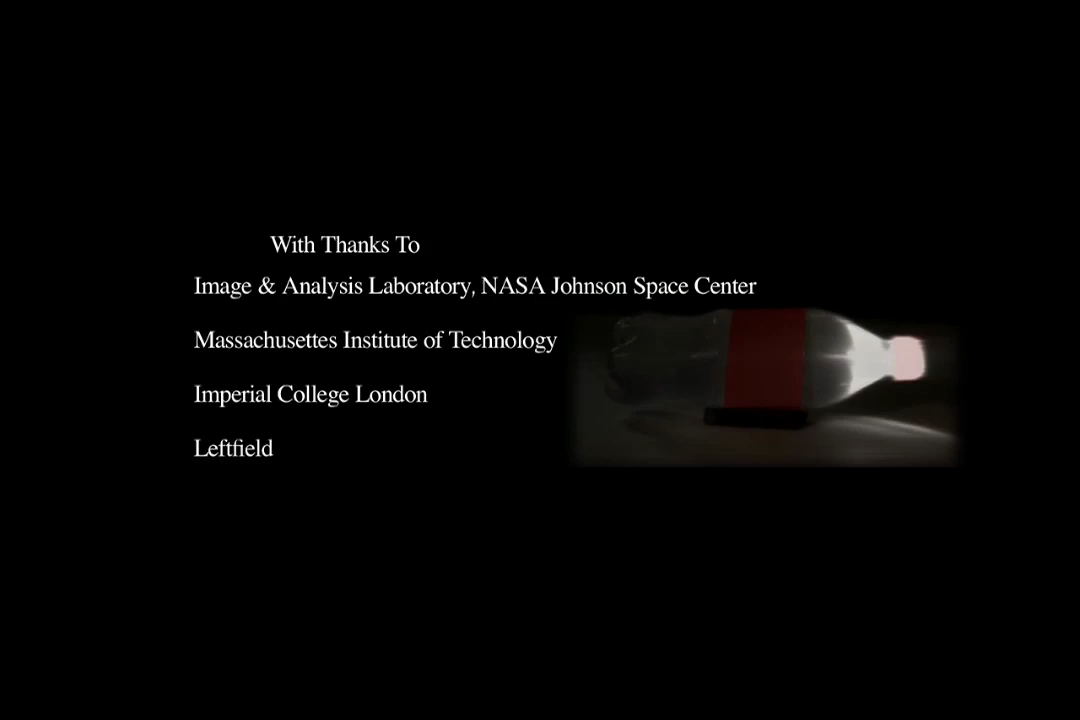 With Thanks To
Image & Analysis Laboratory, NASA Johnson Space Center
Massachusettes Institute of Technology
Imperial College London
Leftfield